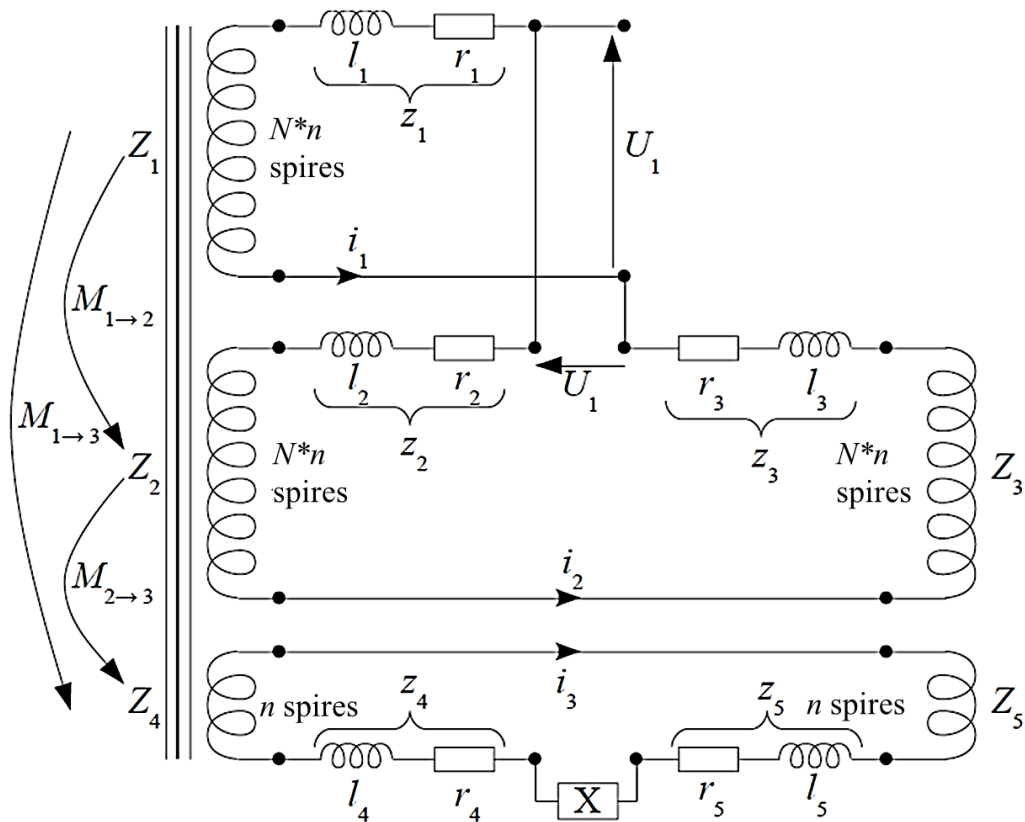 l₁ r₁
z₁
N*n
spires
Z₁
U₁
i₁
M₁→₂
l₂ r₂
z₂
U₁
r₃ l₃
z₃
M₁→₃
Z₂
N*n
spires
N*n
spires
Z₃
i₂
M₂→₃
i₃
Z₄
n spires
z₄
z₅
n spires
Z₅
l₄ r₄
X
r₅ l₅